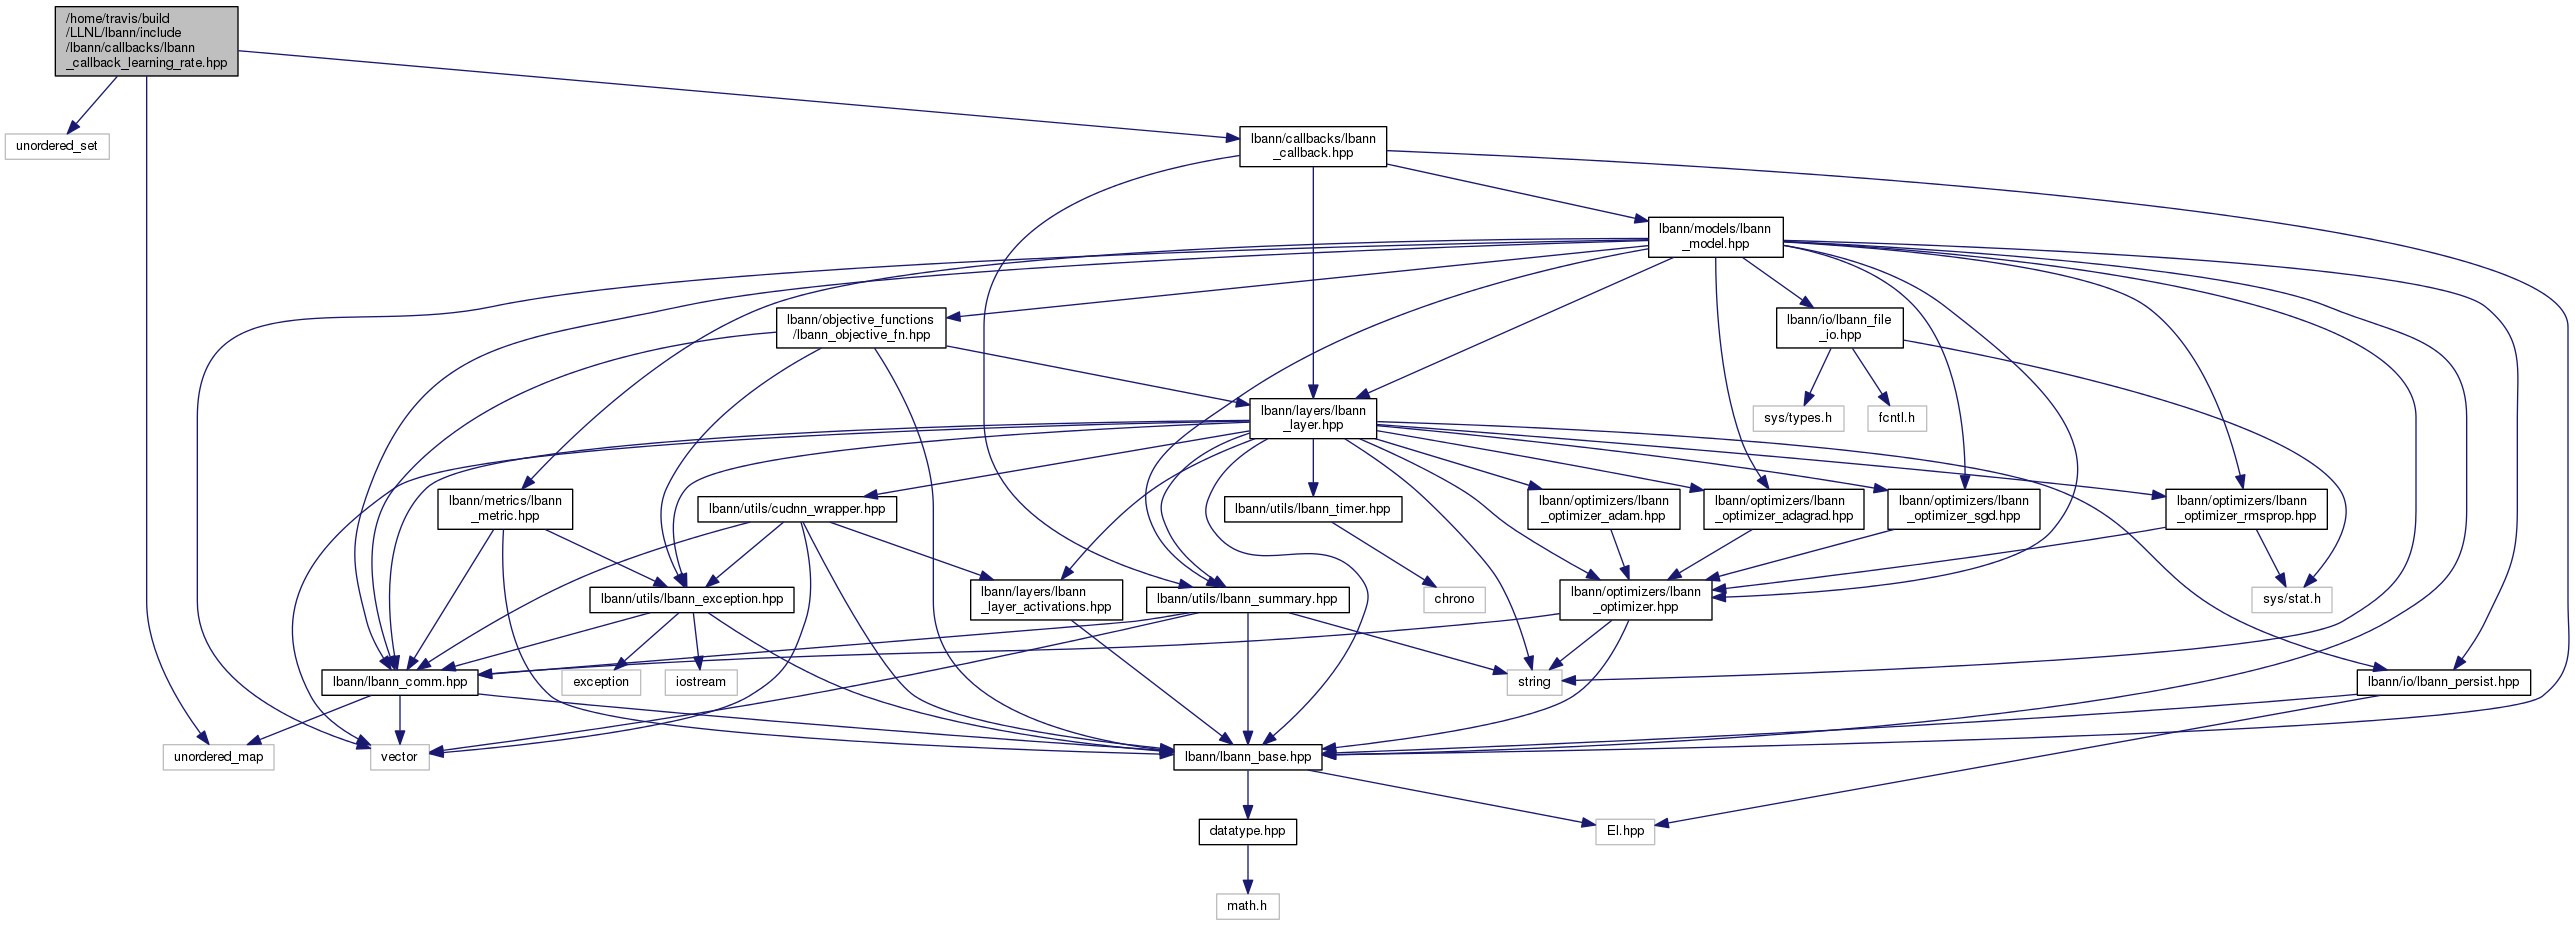 /home/travis/build
/LLNL/lbann/include
/lbann/callbacks/lbann
_callback_learning_rate.hpp
unordered_set
lbann/callbacks/lbann
_callback.hpp
lbann/models/lbann
_model.hpp
lbann/objective_functions
/lbann_objective_fn.hpp
lbann/io/lbann_file
_io.hpp
lbann/layers/lbann
_layer.hpp
sys/types.h
fcntl.h
lbann/metrics/lbann
_metric.hpp
lbann/utils/cudnn_wrapper.hpp
lbann/utils/lbann_timer.hpp
lbann/optimizers/lbann
_optimizer_adam.hpp
lbann/optimizers/lbann
_optimizer_adagrad.hpp
lbann/optimizers/lbann
_optimizer_sgd.hpp
lbann/optimizers/lbann
_optimizer_rmsprop.hpp
lbann/utils/lbann_exception.hpp
lbann/layers/lbann
_layer_activations.hpp
lbann/utils/lbann_summary.hpp
chrono
lbann/optimizers/lbann
_optimizer.hpp
sys/stat.h
lbann/lbann_comm.hpp
exception
iostream
string
lbann/io/lbann_persist.hpp
unordered_map
vector
lbann/lbann_base.hpp
datatype.hpp
El.hpp
math.h